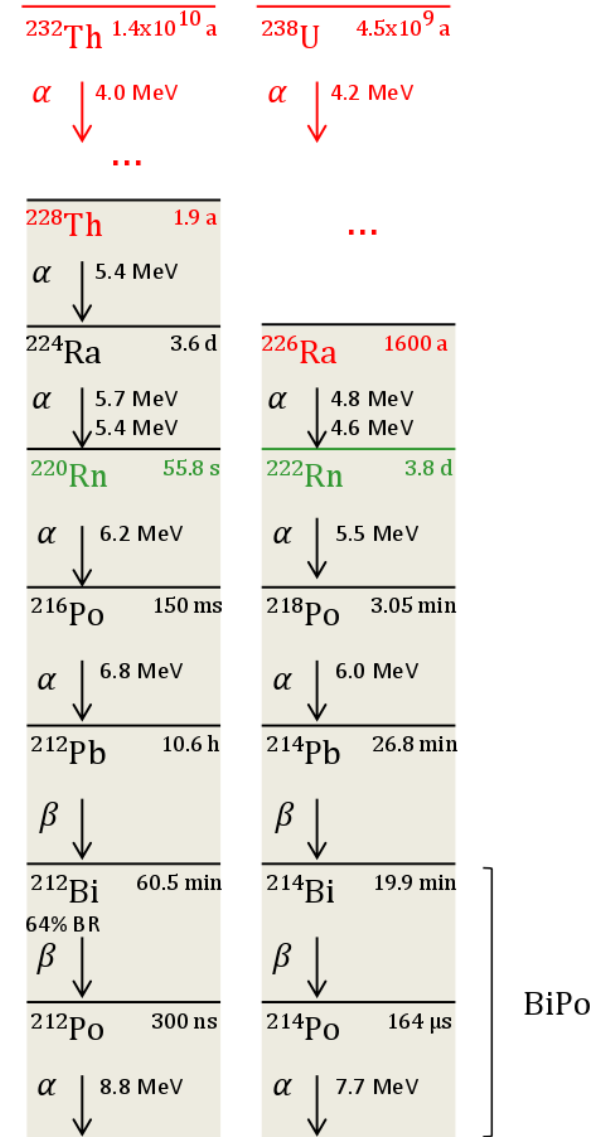 ²³²Th 1.4x10¹⁰ a
α 4.0 MeV
...
²²⁸Th 1.9 a
α 5.4 MeV
²²⁴Ra 3.6 d
α 5.7 MeV
5.4 MeV
²²⁰Rn 55.8 s
α 6.2 MeV
²¹⁶Po 150 ms
α 6.8 MeV
²¹²Pb 10.6 h
β
²¹²Bi 60.5 min
64% BR
β
²¹²Po 300 ns
α 8.8 MeV
²³⁸U 4.5x10⁹ a
α 4.2 MeV
...
²²⁶Ra 1600 a
α 4.8 MeV
4.6 MeV
²²²Rn 3.8 d
α 5.5 MeV
²¹⁸Po 3.05 min
α 6.0 MeV
²¹⁴Pb 26.8 min
β
²¹⁴Bi 19.9 min
β
²¹⁴Po 164 µs
α 7.7 MeV
BiPo